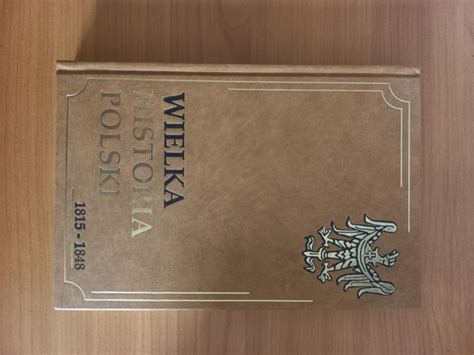 WIELKA
HISTORIA
POLSKI
1815 - 1848